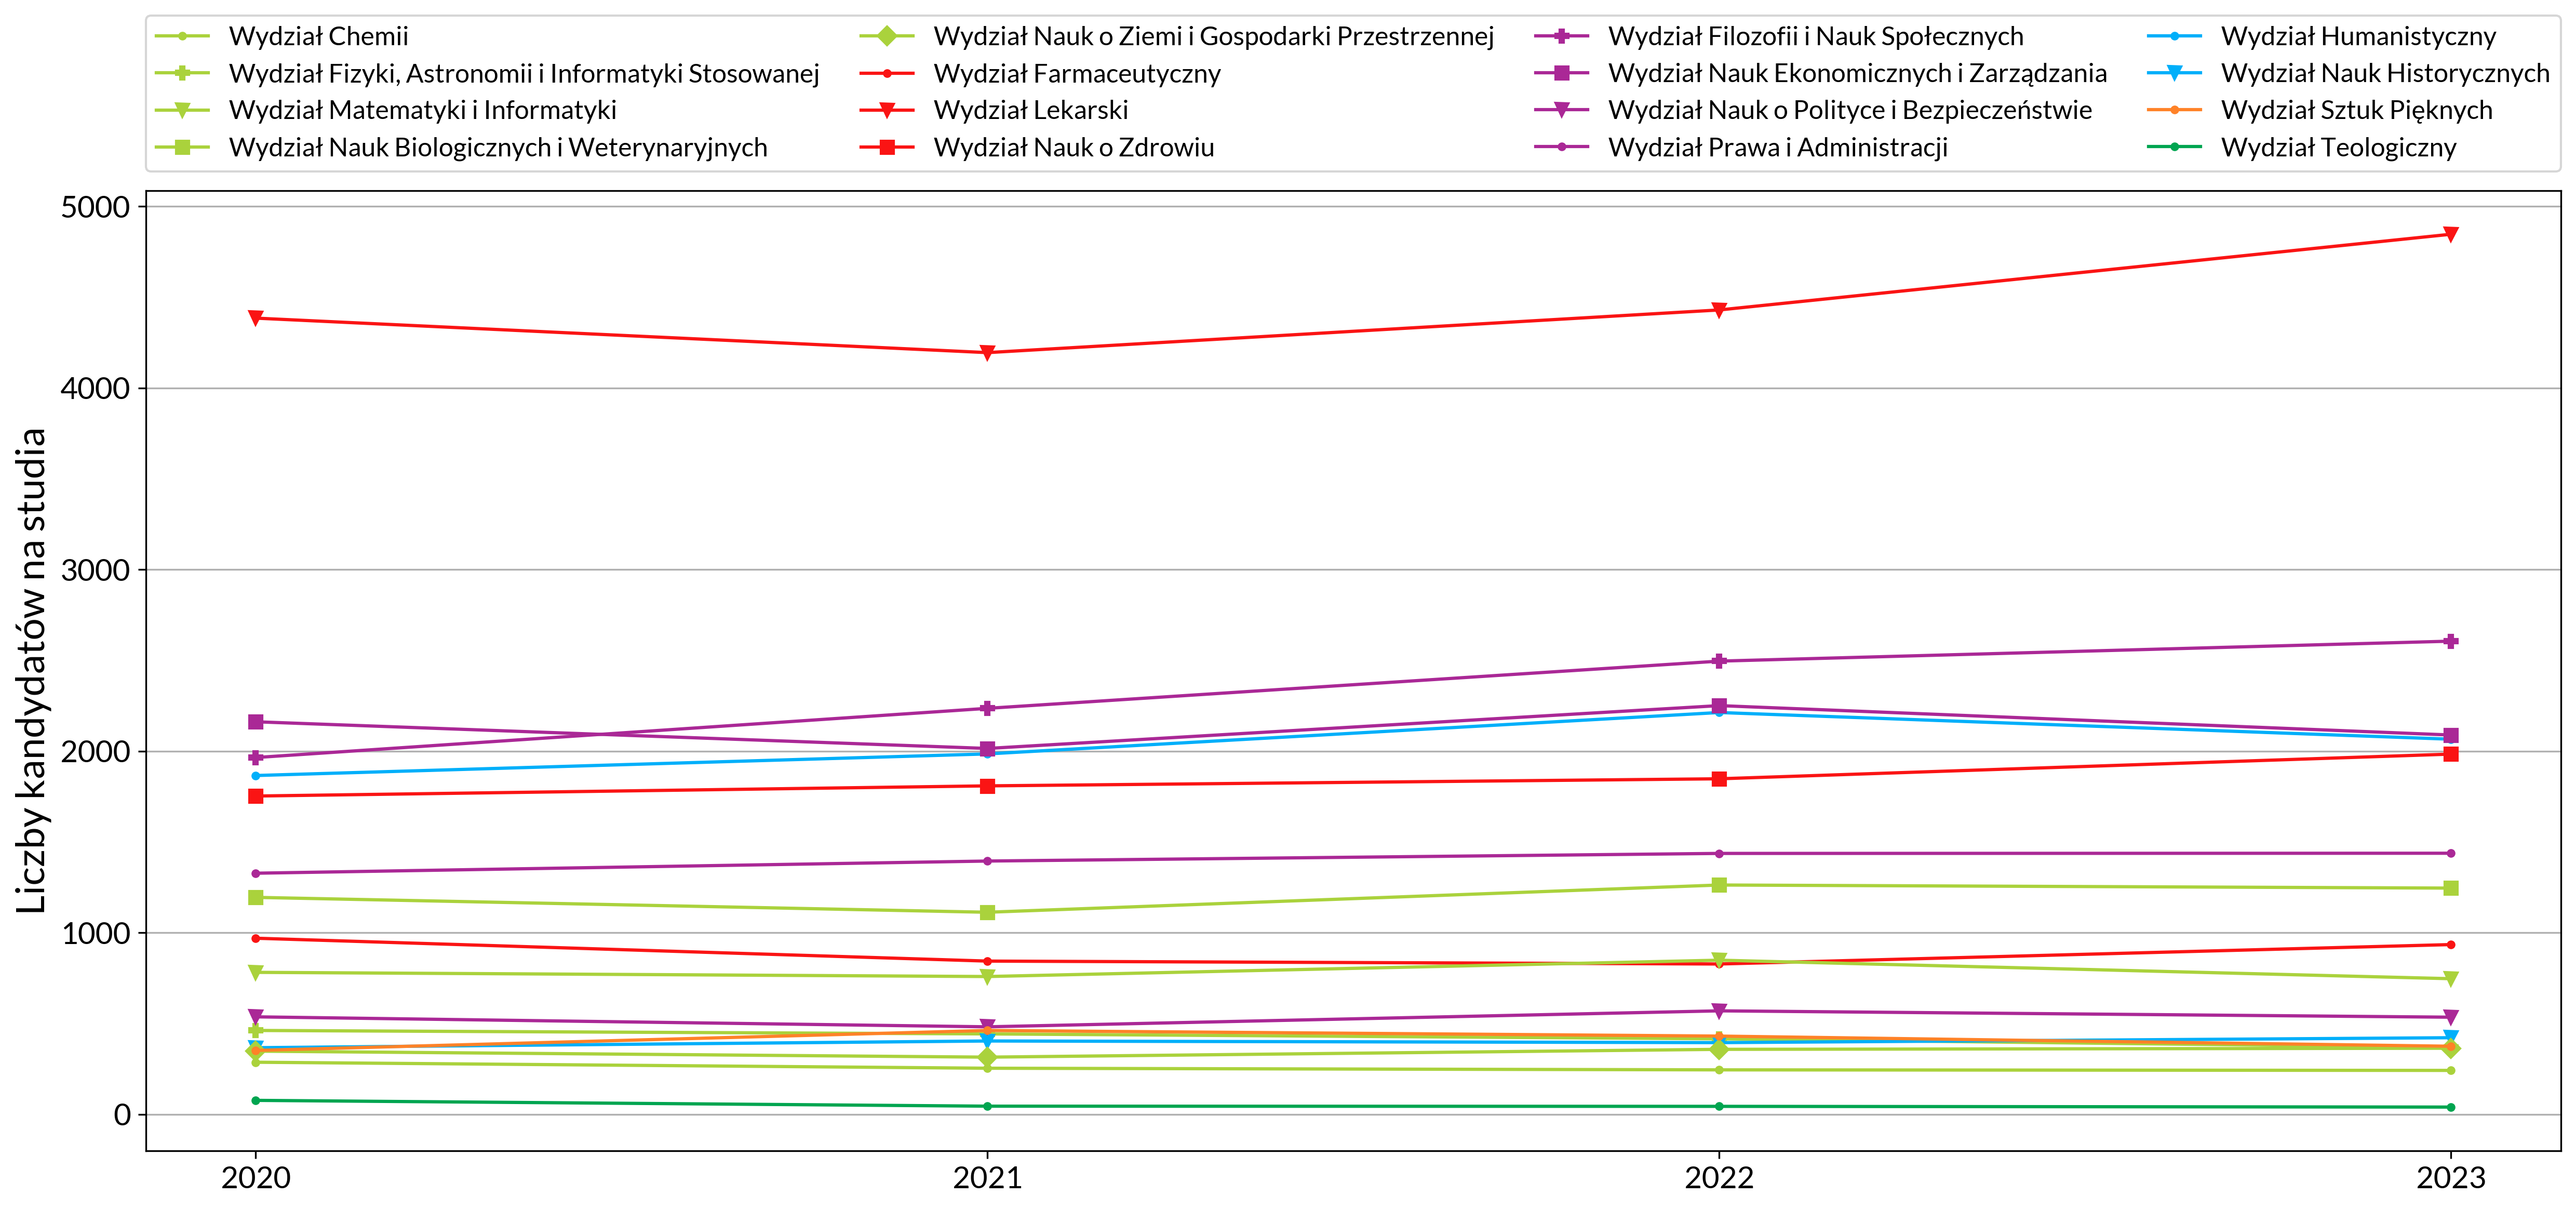 Wydział Chemii
Wydział Fizyki, Astronomii i Informatyki Stosowanej
Wydział Matematyki i Informatyki
Wydział Nauk Biologicznych i Weterynaryjnych
Wydział Nauk o Ziemi i Gospodarki Przestrzennej
Wydział Farmaceutyczny
Wydział Lekarski
Wydział Nauk o Zdrowiu
Wydział Filozofii i Nauk Społecznych
Wydział Nauk Ekonomicznych i Zarządzania
Wydział Nauk o Polityce i Bezpieczeństwie
Wydział Prawa i Administracji
Wydział Humanistyczny
Wydział Nauk Historycznych
Wydział Sztuk Pięknych
Wydział Teologiczny
Liczby kandydatów na studia
5000
4000
3000
2000
1000
0
2020
2021
2022
2023